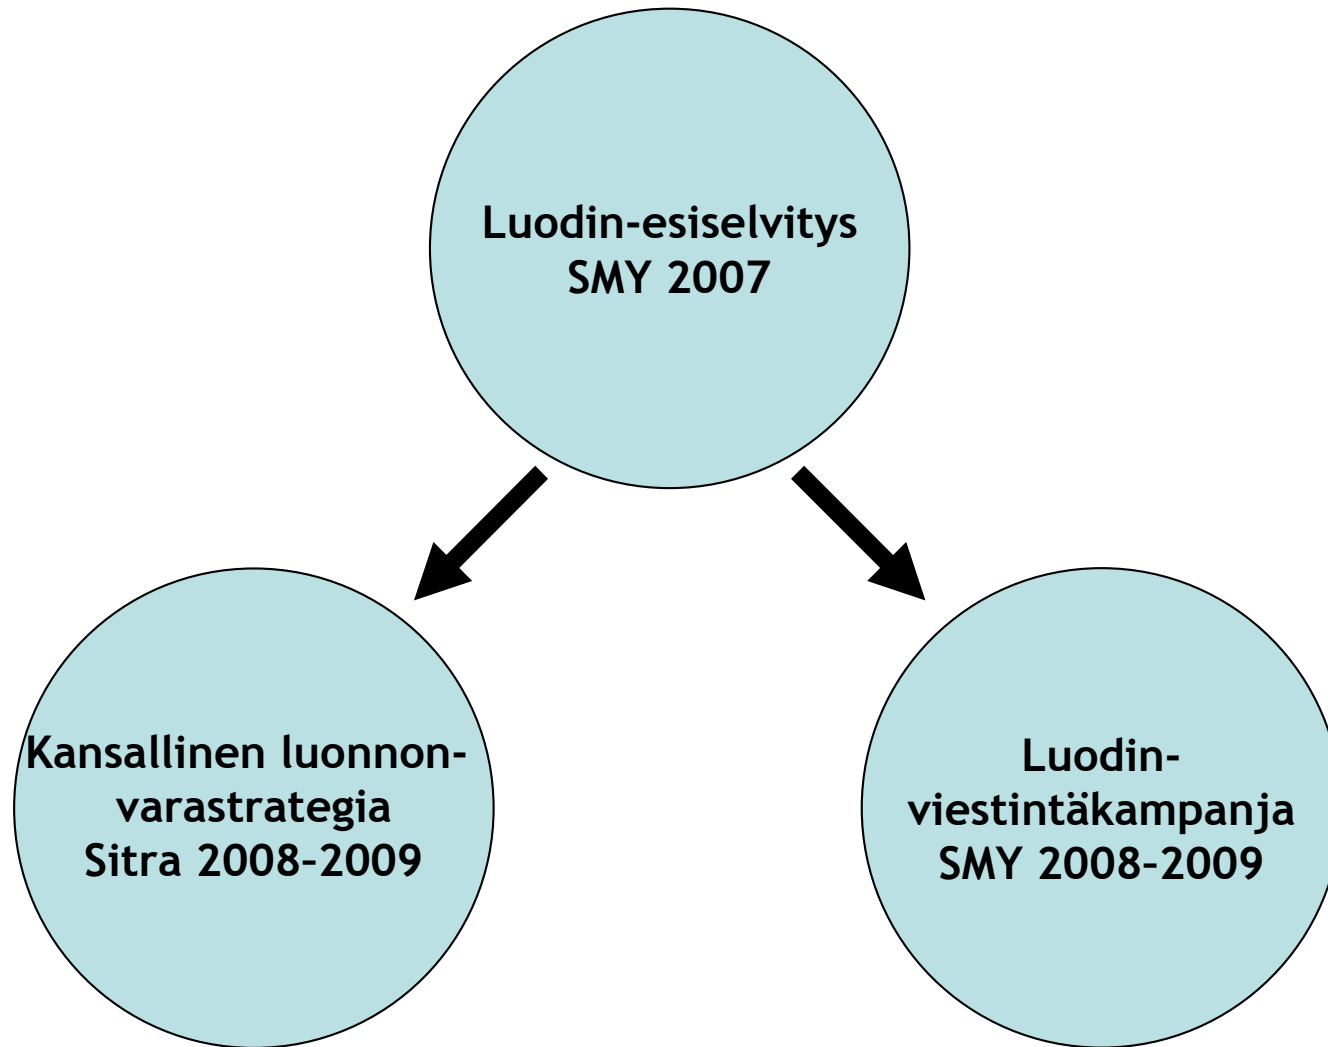 Luodin-esiselvitys
SMY 2007
Kansallinen luonnon-
varastrategia
Sitra 2008–2009
Luodin-
viestintäkampanja
SMY 2008–2009